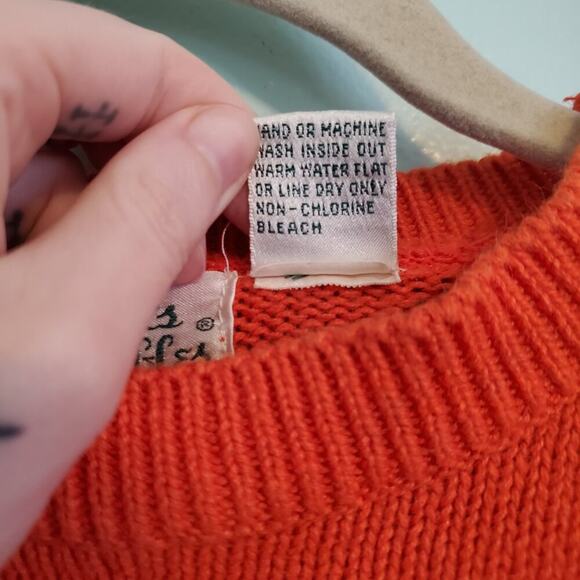 HAND OR MACHINE
WASH INSIDE OUT
WARM WATER FLAT
OR LINE DRY ONLY
NON-CHLORINE
BLEACH
®